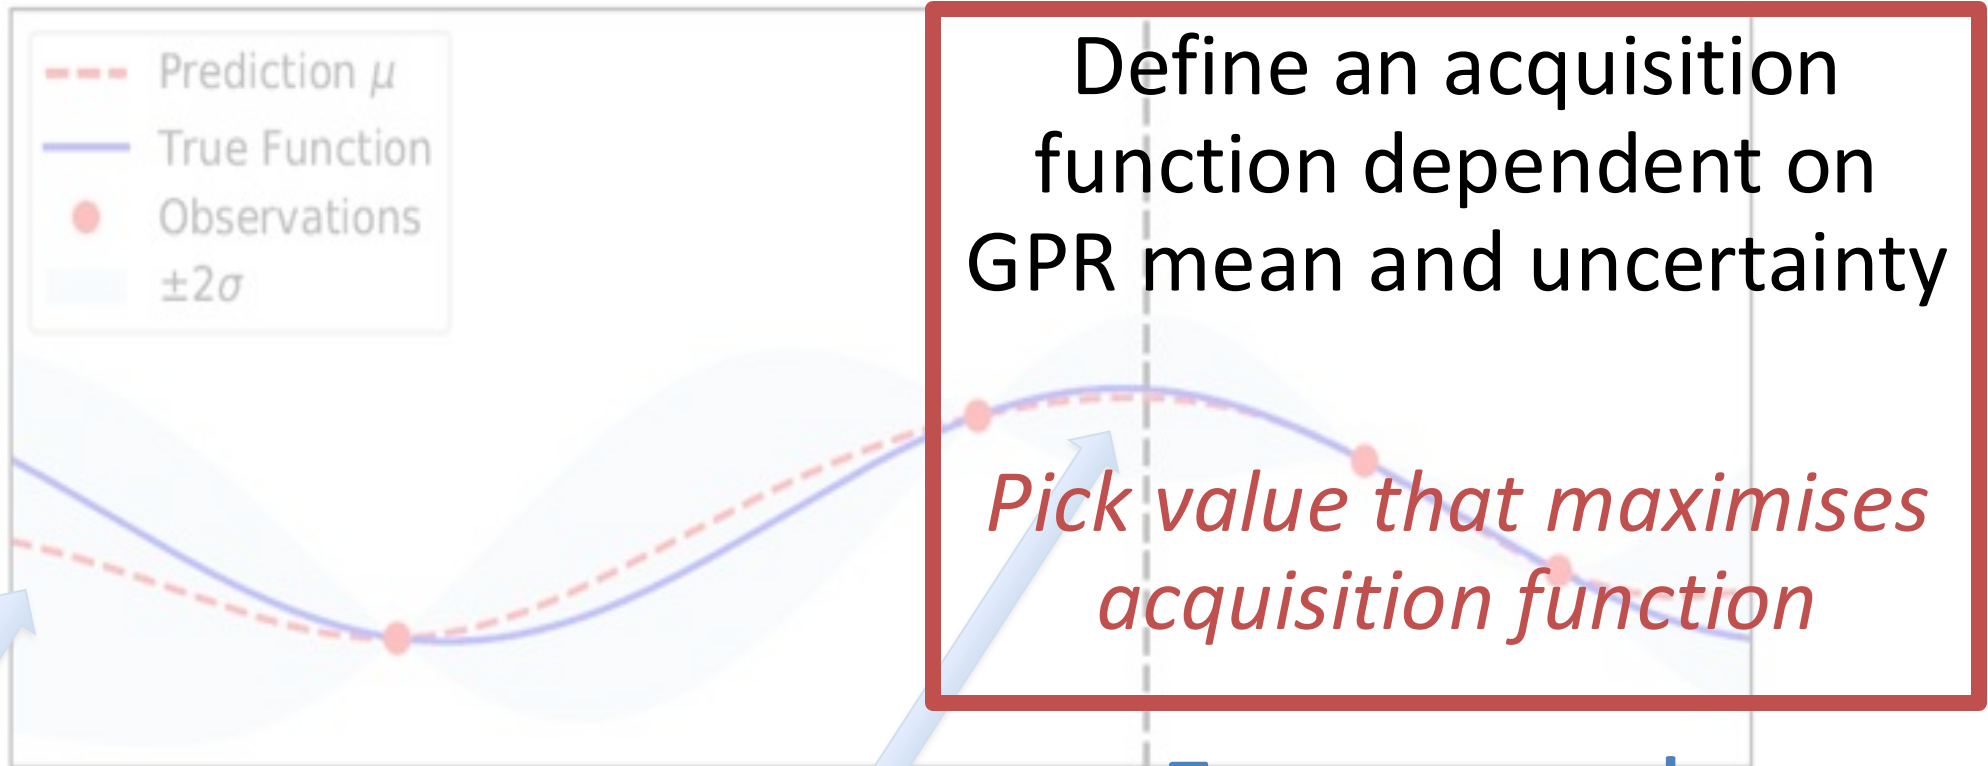 Prediction μ
True Function
Observations
±2σ
Define an acquisition
function dependent on
GPR mean and uncertainty
Pick value that maximises
acquisition function